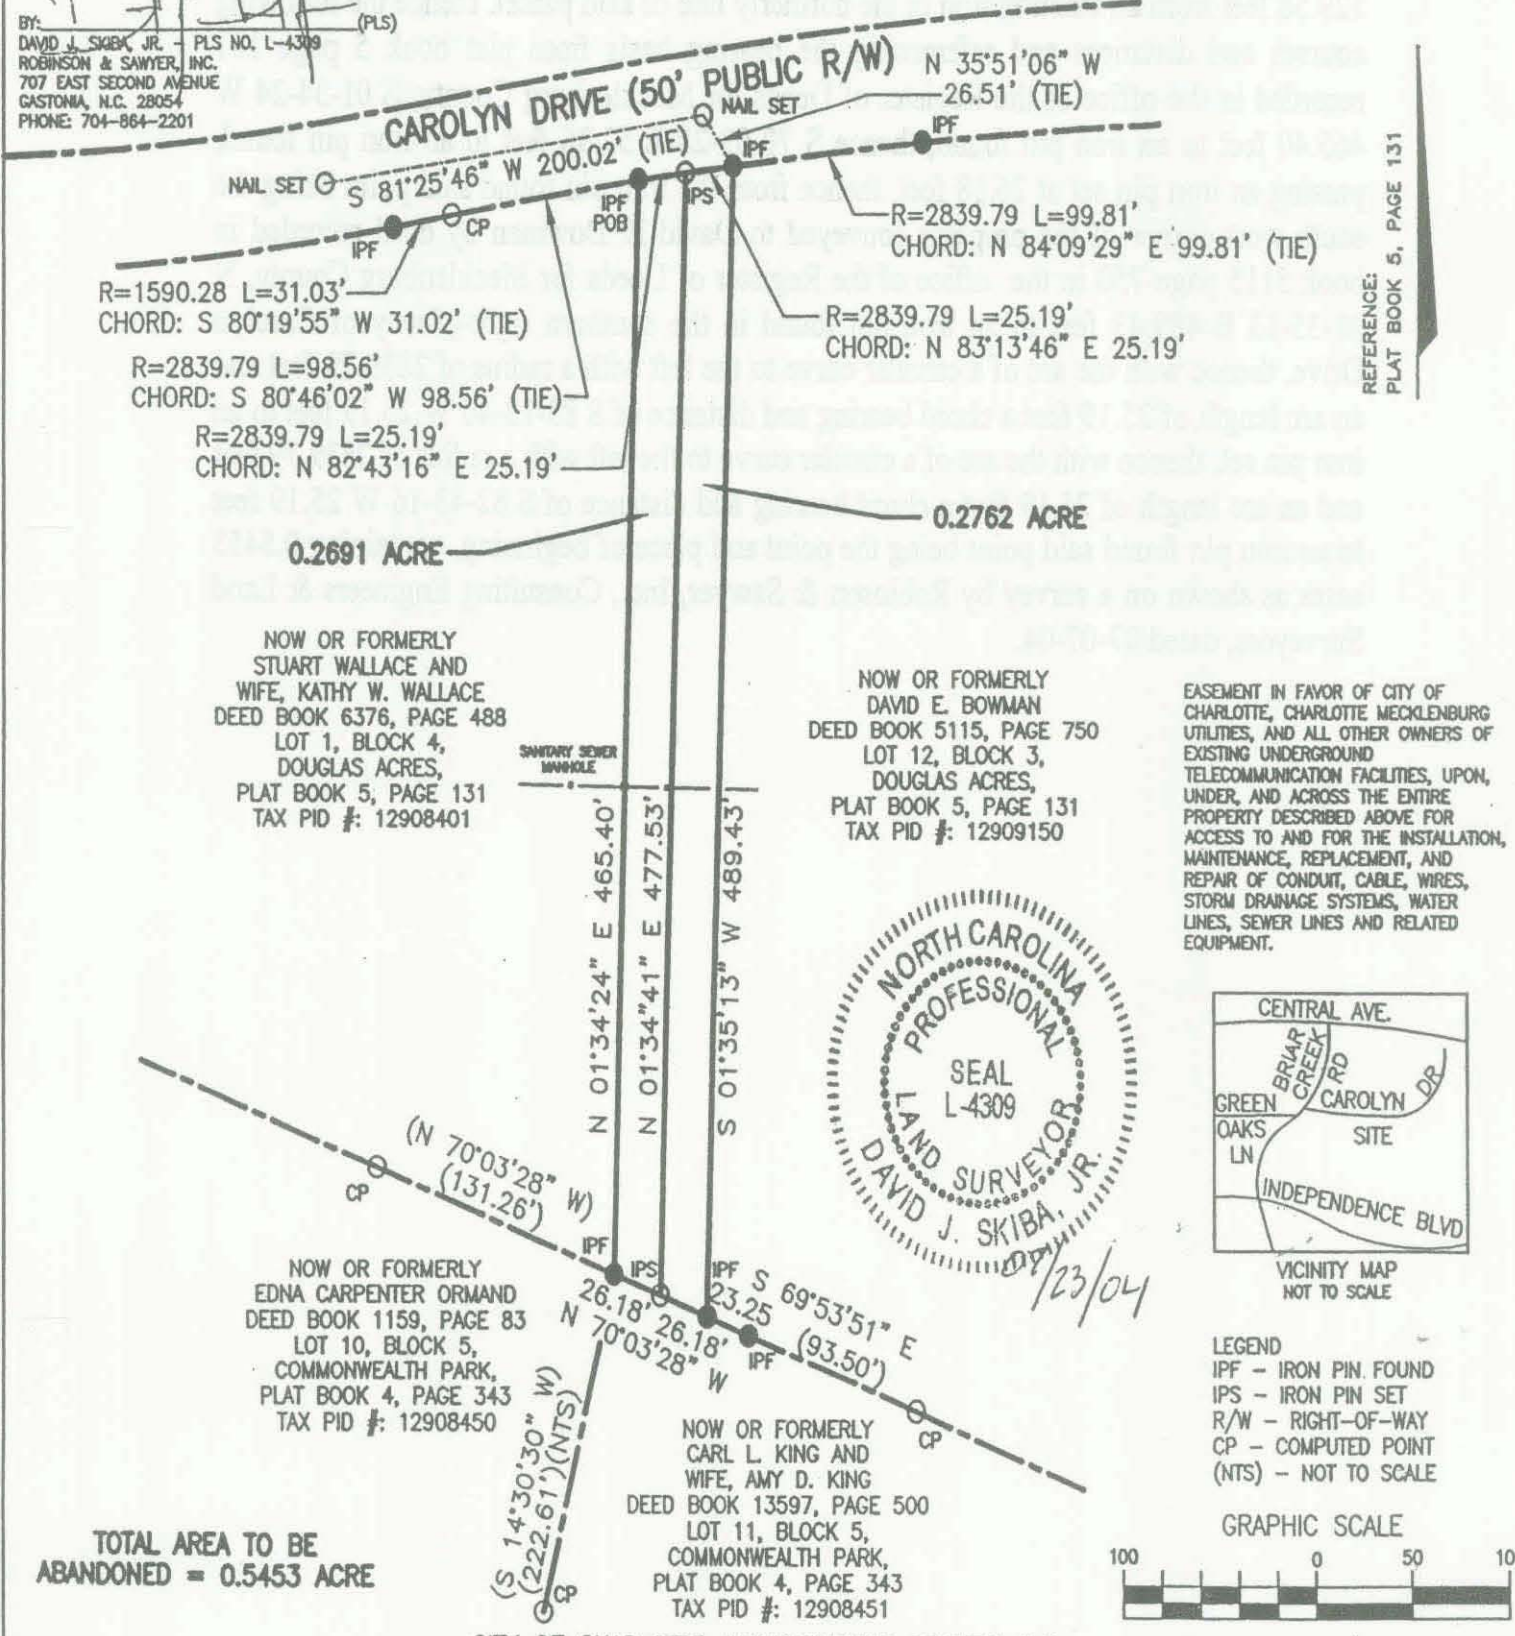 BY: (PLS)
DAVID J. SKIBA, JR. - PLS NO. L-4309
ROBINSON & SAWYER, INC.
707 EAST SECOND AVENUE
GASTONIA, N.C. 28054
PHONE: 704-864-2201
CAROLYN DRIVE (50' PUBLIC R/W)
NAIL SET
N 35°51'06" W
26.51' (TIE)
IPF
NAIL SET
S 81°25'46" W 200.02' (TIE)
IPF
CP
IPF
POB
IPS
IPF
R=2839.79 L=99.81'
CHORD: N 84°09'29" E 99.81 (TIE)
REFERENCE:
PLAT BOOK 5, PAGE 131
R=1590.28 L=31.03'
CHORD: S 80°19'55" W 31.02' (TIE)
R=2839.79 L=25.19'
CHORD: N 83°13'46" E 25.19'
R=2839.79 L=98.56'
CHORD: S 80°46'02" W 98.56' (TIE)
R=2839.79 L=25.19'
CHORD: N 82°43'16" E 25.19'
0.2762 ACRE
0.2691 ACRE
NOW OR FORMERLY
STUART WALLACE AND
WIFE, KATHY W. WALLACE
DEED BOOK 6376, PAGE 488
LOT 1, BLOCK 4,
DOUGLAS ACRES,
PLAT BOOK 5, PAGE 131
TAX PID #: 12908401
SANITARY SEWER
MANHOLE
NOW OR FORMERLY
DAVID E. BOWMAN
DEED BOOK 5115, PAGE 750
LOT 12, BLOCK 3,
DOUGLAS ACRES,
PLAT BOOK 5, PAGE 131
TAX PID #: 12909150
EASEMENT IN FAVOR OF CITY OF
CHARLOTTE, CHARLOTTE MECKLENBURG
UTILITIES, AND ALL OTHER OWNERS OF
EXISTING UNDERGROUND
TELECOMMUNICATION FACILITIES, UPON,
UNDER, AND ACROSS THE ENTIRE
PROPERTY DESCRIBED ABOVE FOR
ACCESS TO AND FOR THE INSTALLATION,
MAINTENANCE, REPLACEMENT, AND
REPAIR OF CONDUIT, CABLE, WIRES,
STORM DRAINAGE SYSTEMS, WATER
LINES, SEWER LINES AND RELATED
EQUIPMENT.
N 01°34'24" E 465.40'
N 01°34'41" E 477.53'
S 01°35'13" W 489.43'
NORTH CAROLINA
PROFESSIONAL
SEAL
L-4309
LAND SURVEYOR
DAVID J. SKIBA, JR.
09/23/04
CENTRAL AVE.
BRIAR
CREEK
RD
GREEN
OAKS
LN
CAROLYN DR
SITE
INDEPENDENCE BLVD
VICINITY MAP
NOT TO SCALE
(N 70°03'28" W)
(131.26')
CP
IPF
IPS
IPF
26.18' 26.18'
N 70°03'28" W
23.25
S 69°53'51" E
(93.50')
IPF
CP
NOW OR FORMERLY
EDNA CARPENTER ORMAND
DEED BOOK 1159, PAGE 83
LOT 10, BLOCK 5,
COMMONWEALTH PARK,
PLAT BOOK 4, PAGE 343
TAX PID #: 12908450
(S 14°30'30" W)
(222.61')(NTS)
CP
NOW OR FORMERLY
CARL L. KING AND
WIFE, AMY D. KING
DEED BOOK 13597, PAGE 500
LOT 11, BLOCK 5,
COMMONWEALTH PARK,
PLAT BOOK 4, PAGE 343
TAX PID #: 12908451
LEGEND
IPF - IRON PIN FOUND
IPS - IRON PIN SET
R/W - RIGHT-OF-WAY
CP - COMPUTED POINT
(NTS) - NOT TO SCALE
TOTAL AREA TO BE
ABANDONED = 0.5453 ACRE
GRAPHIC SCALE
100 0 50 10